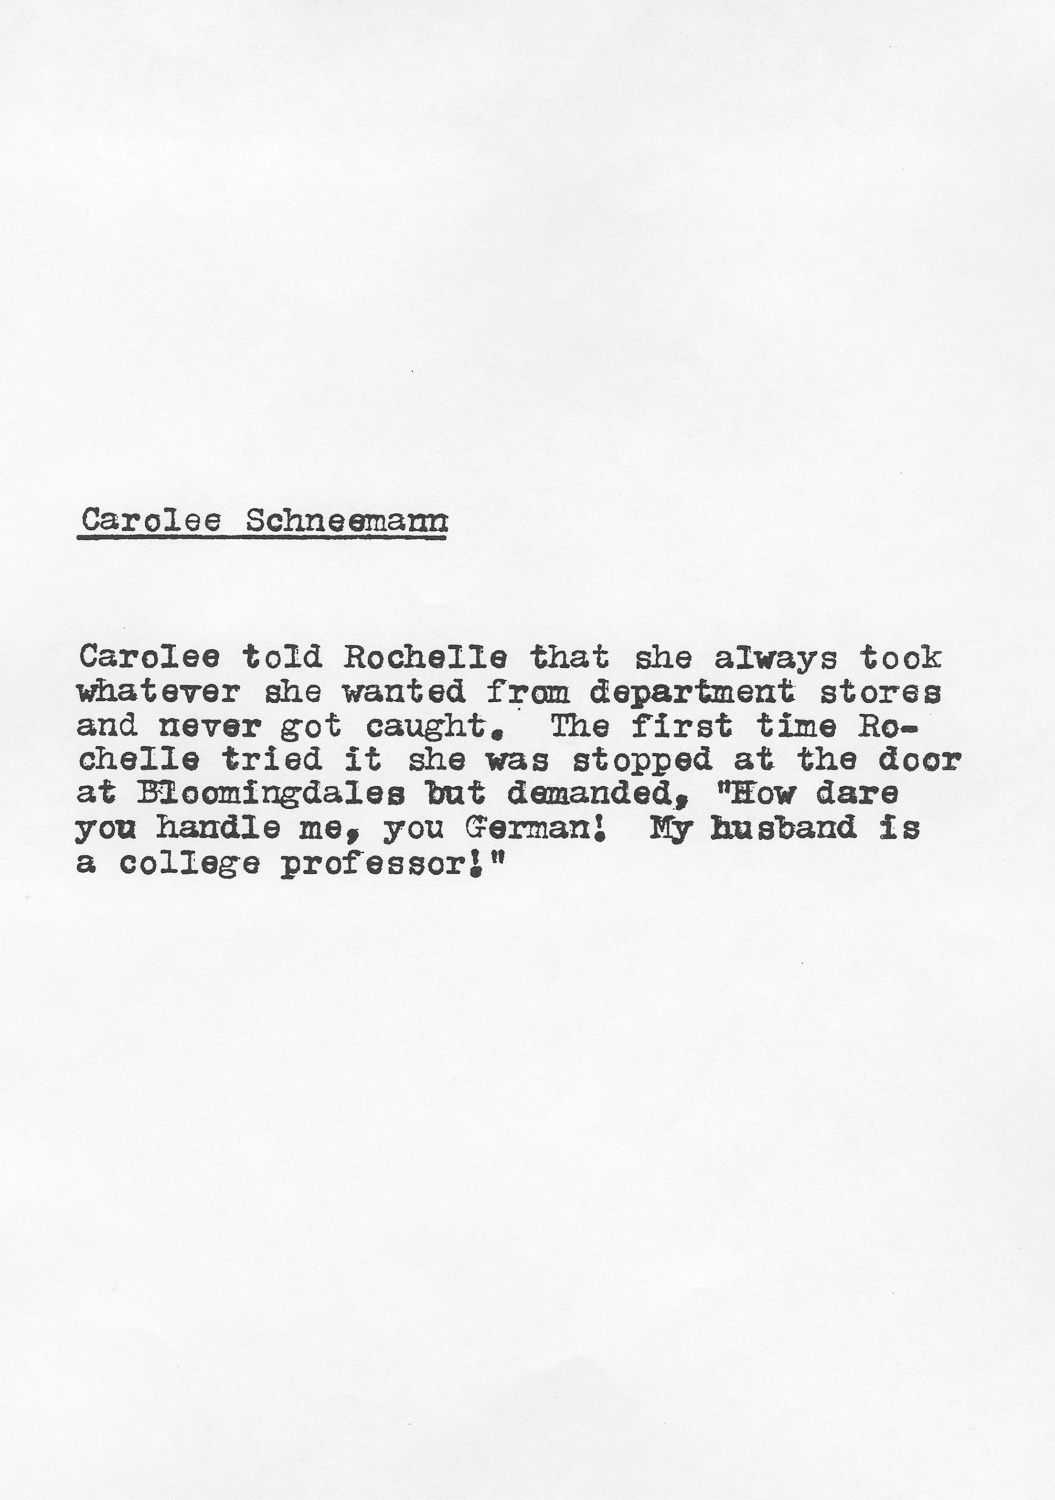 Carolee Schneemann
Carolee told Rochelle that she always took
whatever she wanted from department stores
and never got caught.  The first time Ro-
chelle tried it she was stopped at the door
at Bloomingdales but demanded, "How dare
you handle me, you German!  My husband is
a college professor!"